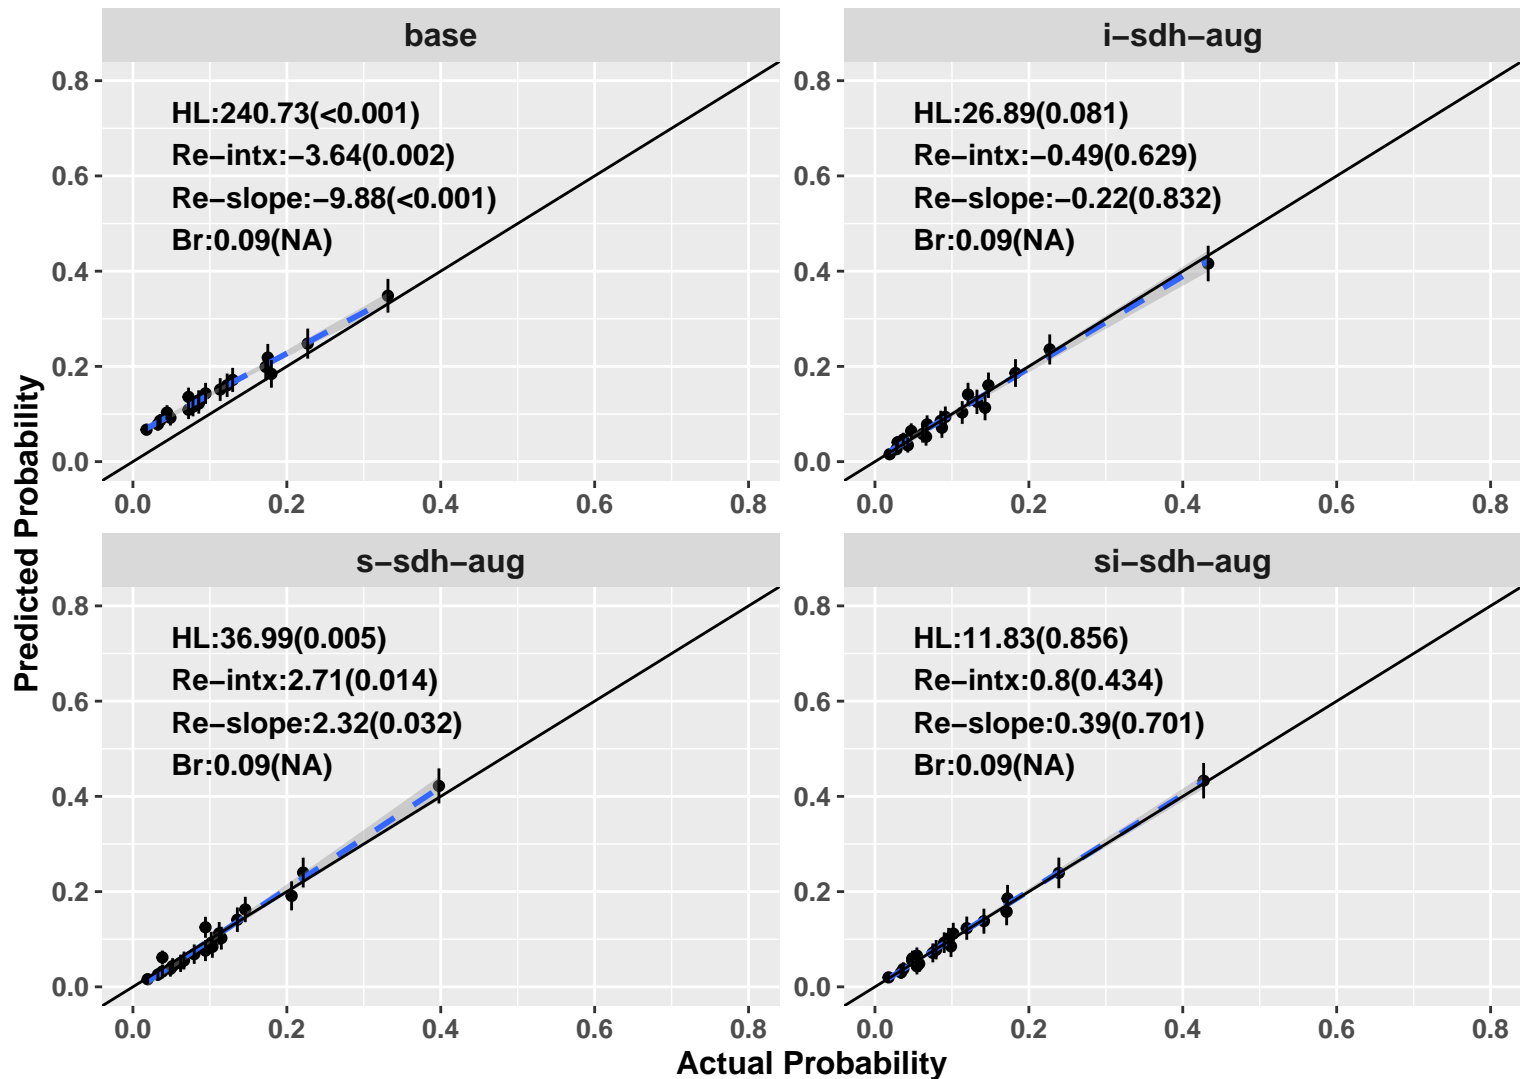 base
0.8
0.6
0.4
0.2
0.0
HL:240.73(<0.001)
Re−intx:−3.64(0.002)
Re−slope:−9.88(<0.001)
Br:0.09(NA)
0.0 0.2 0.4 0.6 0.8
i−sdh−aug
0.8
0.6
0.4
0.2
0.0
HL:26.89(0.081)
Re−intx:−0.49(0.629)
Re−slope:−0.22(0.832)
Br:0.09(NA)
0.0 0.2 0.4 0.6 0.8
Predicted Probability
s−sdh−aug
0.8
0.6
0.4
0.2
0.0
HL:36.99(0.005)
Re−intx:2.71(0.014)
Re−slope:2.32(0.032)
Br:0.09(NA)
0.0 0.2 0.4 0.6 0.8
si−sdh−aug
0.8
0.6
0.4
0.2
0.0
HL:11.83(0.856)
Re−intx:0.8(0.434)
Re−slope:0.39(0.701)
Br:0.09(NA)
0.0 0.2 0.4 0.6 0.8
Actual Probability